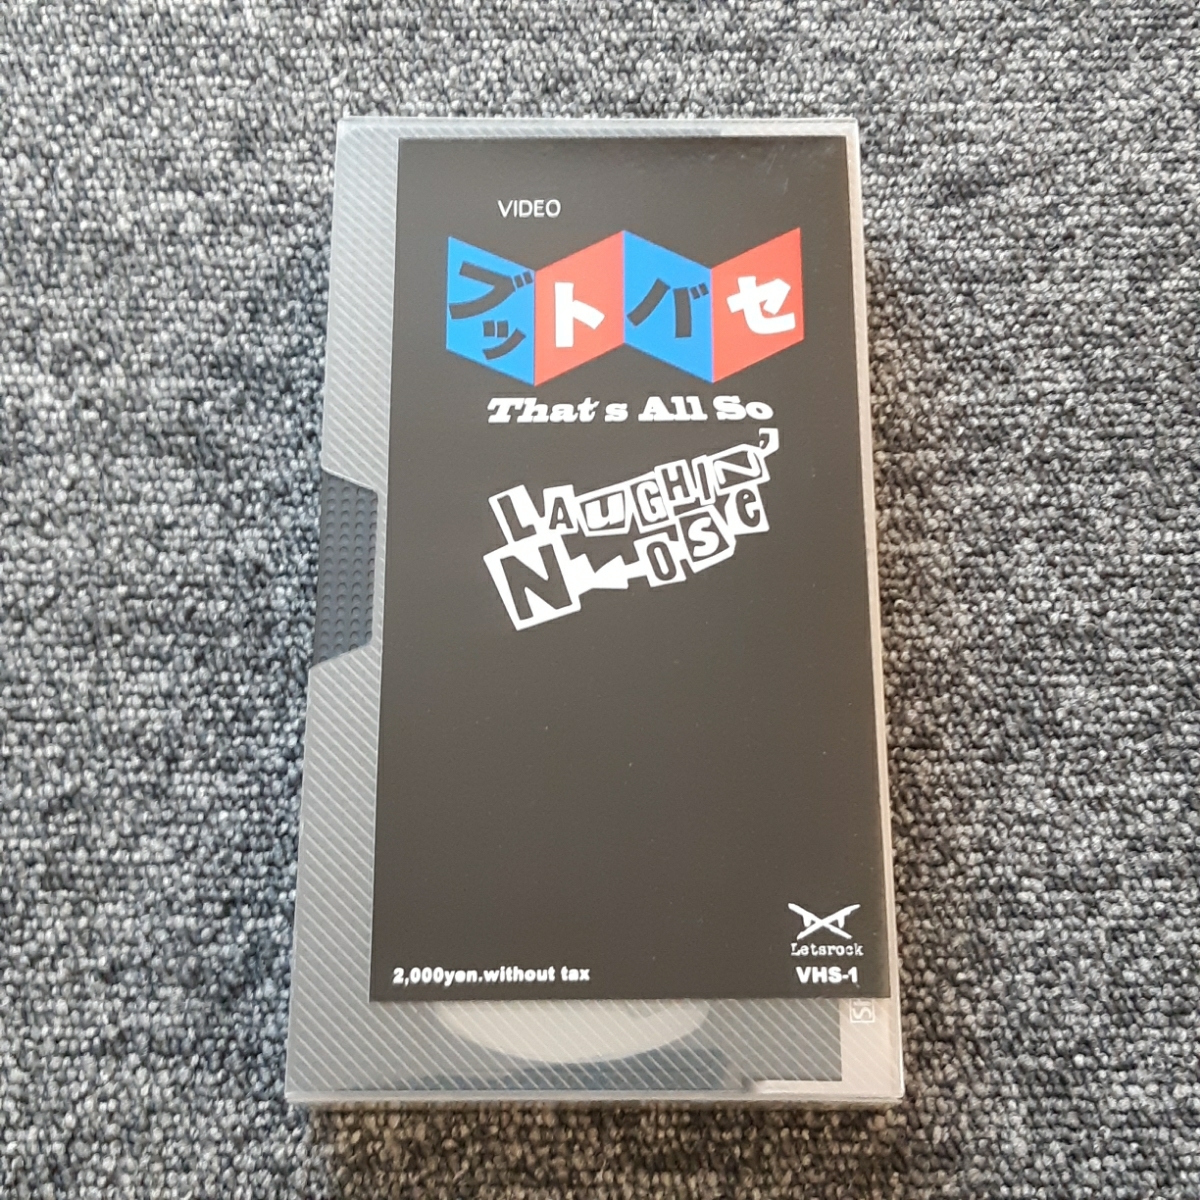 VIDEO
ブットバセ
That's All So
LAUGHIN'
NOSE
Letsrock
2,000yen.without tax
VHS-1